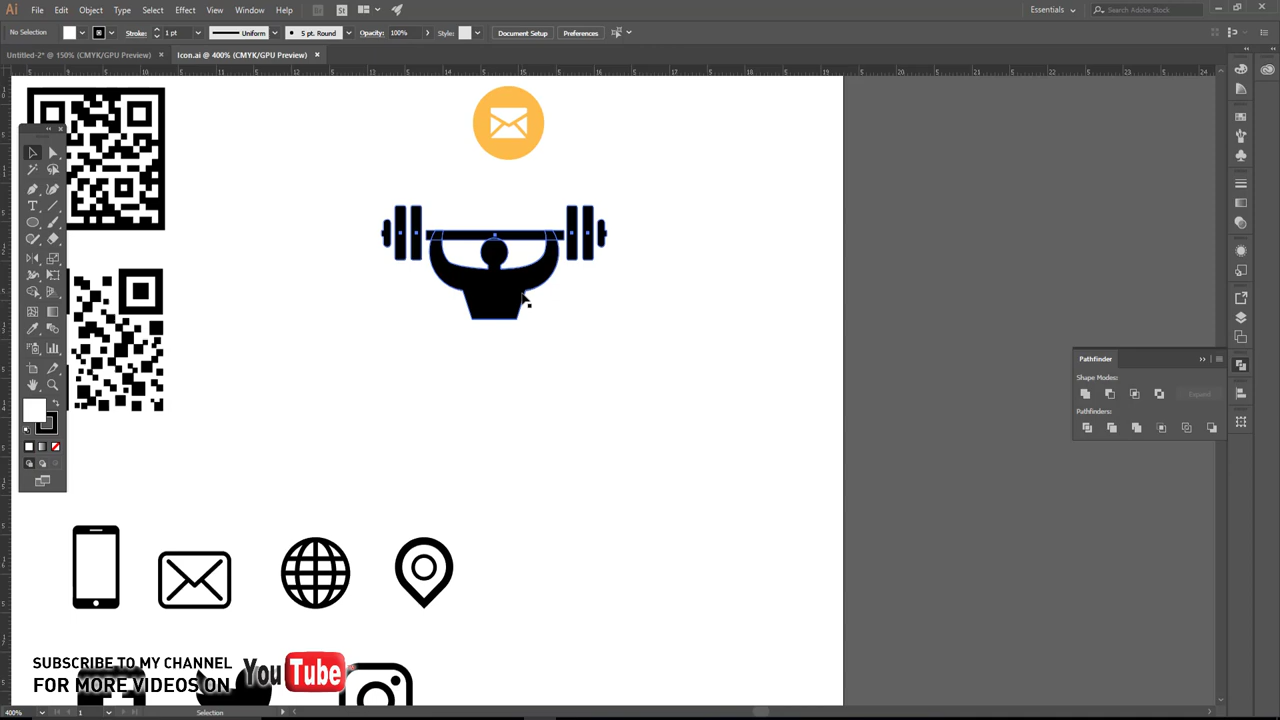 Ai File Edit Object Type Select Effect View Window Help Br St Essentials Search Adobe Stock
No Selection Stroke: 1 pt Uniform 5 pt. Round Opacity: 100% Style: Document Setup Preferences
Untitled-2* @ 150% (CMYK/GPU Preview) × Icon.ai @ 400% (CMYK/GPU Preview) ×
Pathfinder
Shape Modes:
Expand
Pathfinders:
SUBSCRIBE TO MY CHANNEL
FOR MORE VIDEOS ON
YouTube
400% 1 Selection